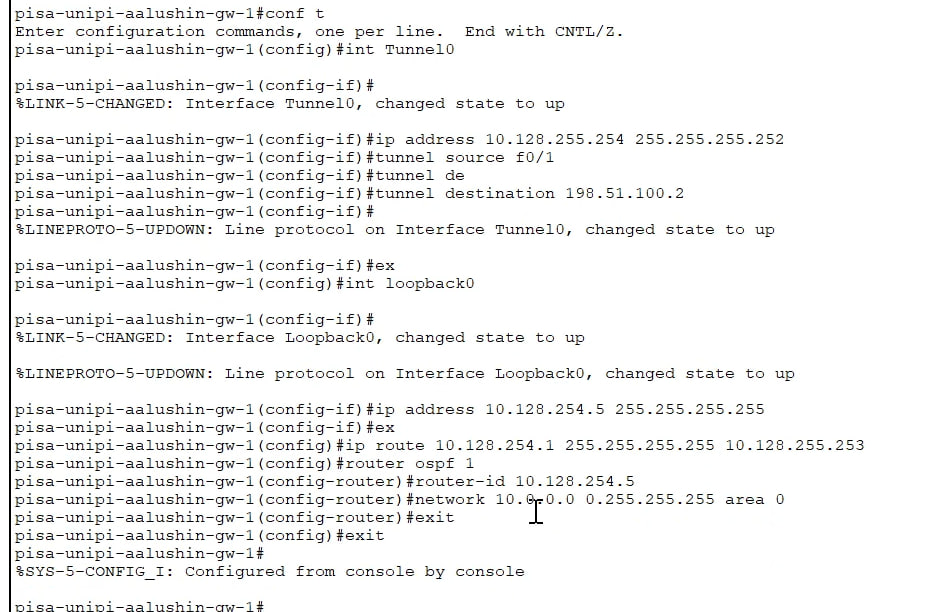 pisa-unipi-aalushin-gw-1#conf t
Enter configuration commands, one per line.  End with CNTL/Z.
pisa-unipi-aalushin-gw-1(config)#int Tunnel0
pisa-unipi-aalushin-gw-1(config-if)#
%LINK-5-CHANGED: Interface Tunnel0, changed state to up
pisa-unipi-aalushin-gw-1(config-if)#ip address 10.128.255.254 255.255.255.252
pisa-unipi-aalushin-gw-1(config-if)#tunnel source f0/1
pisa-unipi-aalushin-gw-1(config-if)#tunnel de
pisa-unipi-aalushin-gw-1(config-if)#tunnel destination 198.51.100.2
pisa-unipi-aalushin-gw-1(config-if)#
%LINEPROTO-5-UPDOWN: Line protocol on Interface Tunnel0, changed state to up
pisa-unipi-aalushin-gw-1(config-if)#ex
pisa-unipi-aalushin-gw-1(config)#int loopback0
pisa-unipi-aalushin-gw-1(config-if)#
%LINK-5-CHANGED: Interface Loopback0, changed state to up
%LINEPROTO-5-UPDOWN: Line protocol on Interface Loopback0, changed state to up
pisa-unipi-aalushin-gw-1(config-if)#ip address 10.128.254.5 255.255.255.255
pisa-unipi-aalushin-gw-1(config-if)#ex
pisa-unipi-aalushin-gw-1(config)#ip route 10.128.254.1 255.255.255.255 10.128.255.253
pisa-unipi-aalushin-gw-1(config)#router ospf 1
pisa-unipi-aalushin-gw-1(config-router)#router-id 10.128.254.5
pisa-unipi-aalushin-gw-1(config-router)#network 10.0.0.0 0.255.255.255 area 0
pisa-unipi-aalushin-gw-1(config-router)#exit
pisa-unipi-aalushin-gw-1(config)#exit
pisa-unipi-aalushin-gw-1#
%SYS-5-CONFIG_I: Configured from console by console
pisa-unipi-aalushin-gw-1#